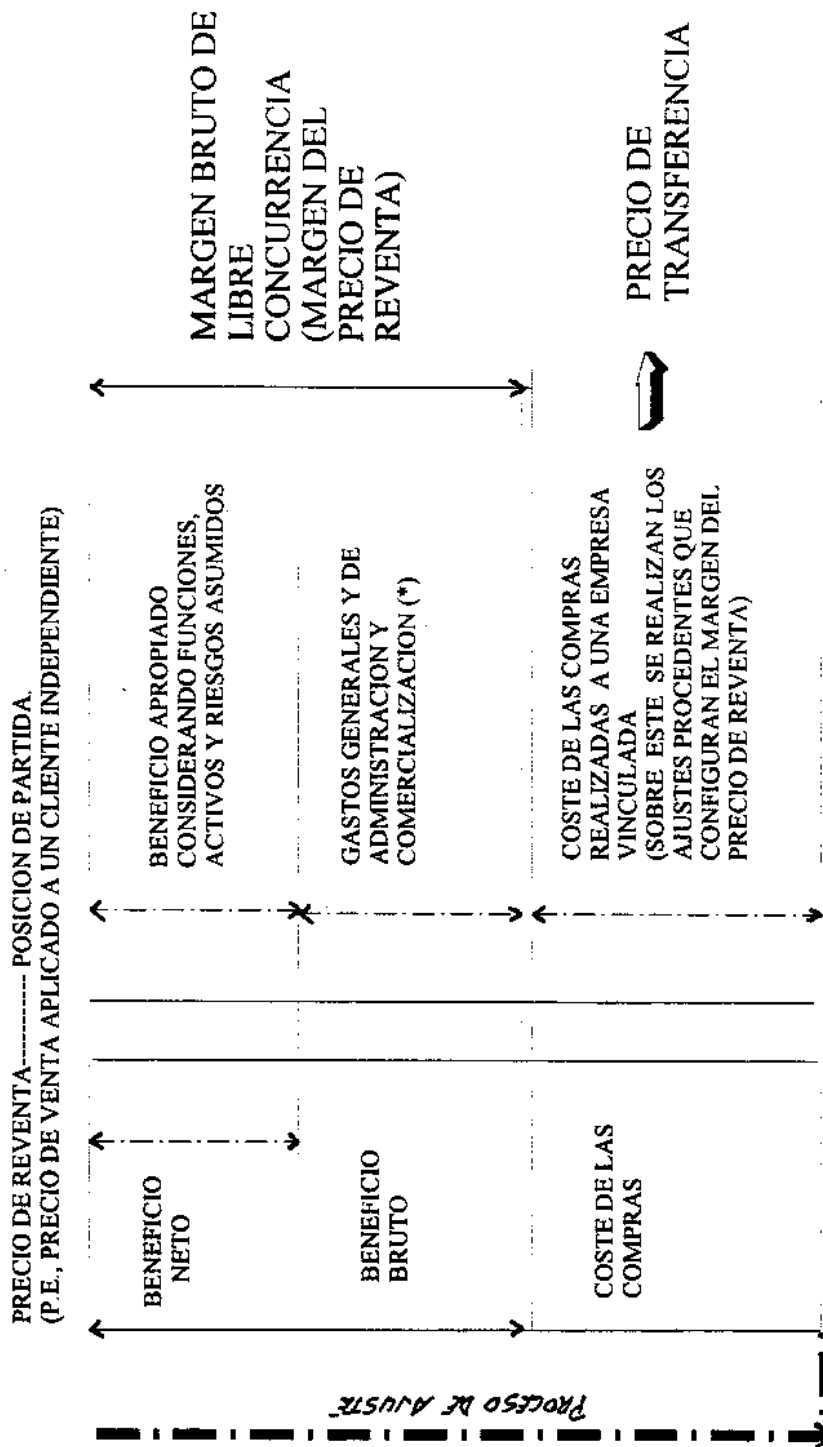 PRECIO DE REVENTA----------- POSICION DE PARTIDA.
(P.E., PRECIO DE VENTA APLICADO A UN CLIENTE INDEPENDIENTE)
BENEFICIO
NETO
BENEFICIO APROPIADO
CONSIDERANDO FUNCIONES,
ACTIVOS Y RIESGOS ASUMIDOS
MARGEN BRUTO DE
LIBRE
CONCURRENCIA
(MARGEN DEL
PRECIO DE
REVENTA)
BENEFICIO
BRUTO
GASTOS GENERALES Y DE
ADMINISTRACION Y
COMERCIALIZACION (*)
COSTE DE LAS
COMPRAS
COSTE DE LAS COMPRAS
REALIZADAS A UNA EMPRESA
VINCULADA
(SOBRE ESTE SE REALIZAN LOS
AJUSTES PROCEDENTES QUE
CONFIGURAN EL MARGEN DEL
PRECIO DE REVENTA)
PRECIO DE
TRANSFERENCIA
PROCESO DE AJUSTE